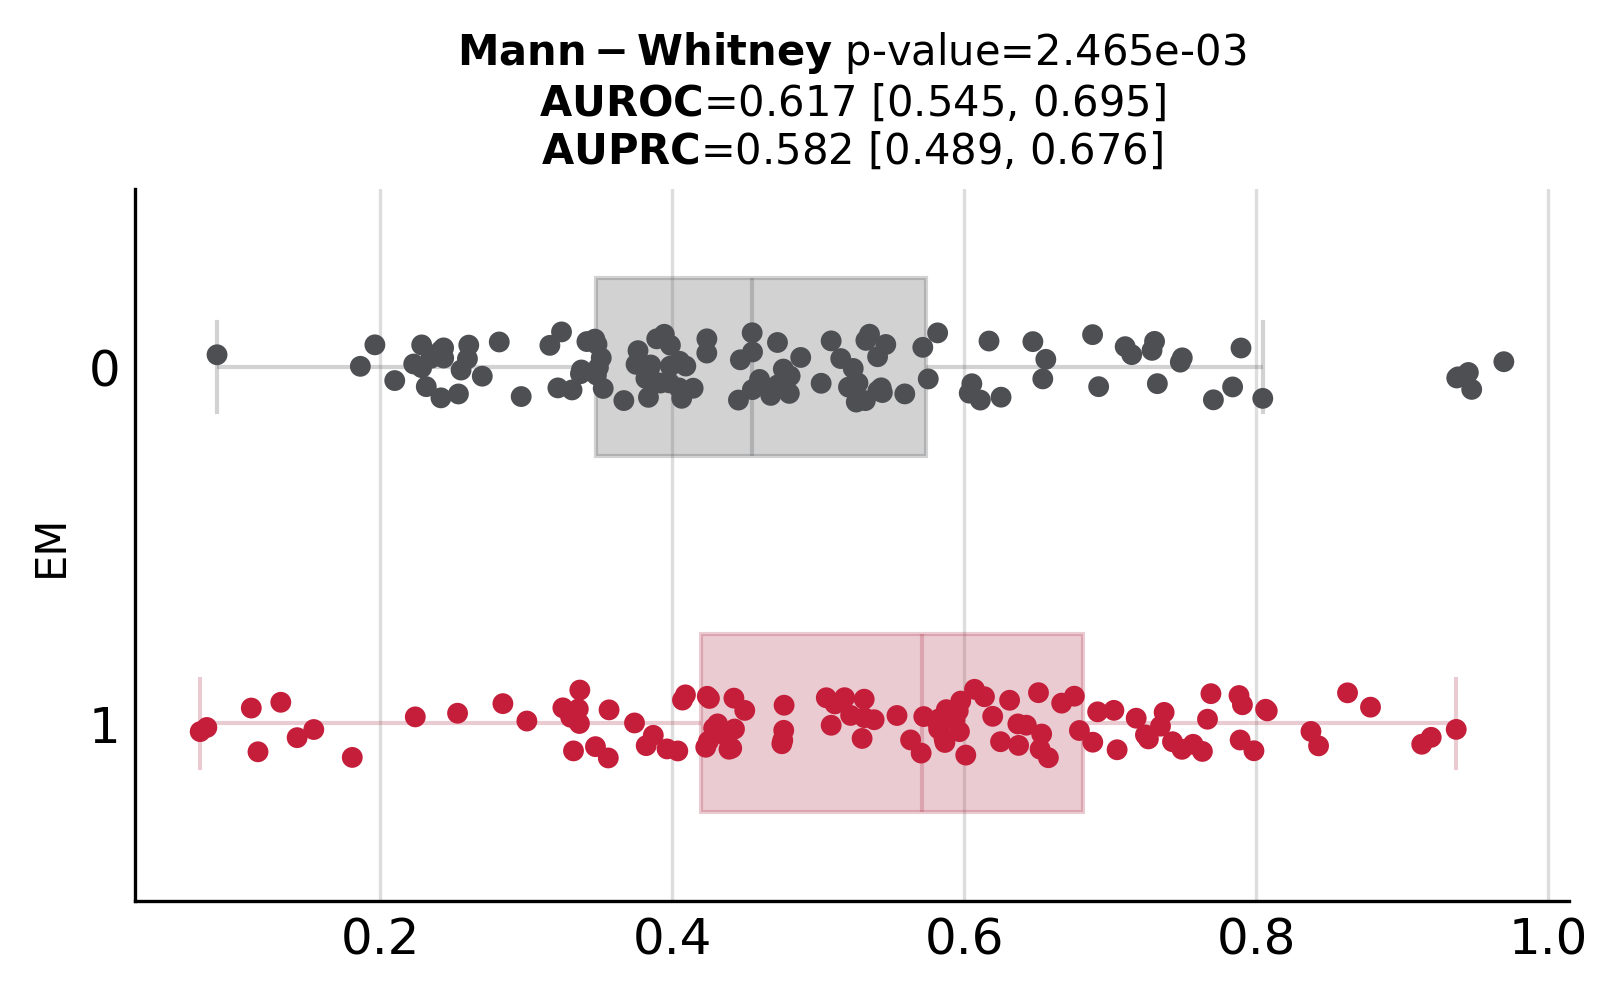 Mann−Whitney p-value=2.465e-03
AUROC=0.617 [0.545, 0.695]
AUPRC=0.582 [0.489, 0.676]
0
EM
1
0.2 0.4 0.6 0.8 1.0